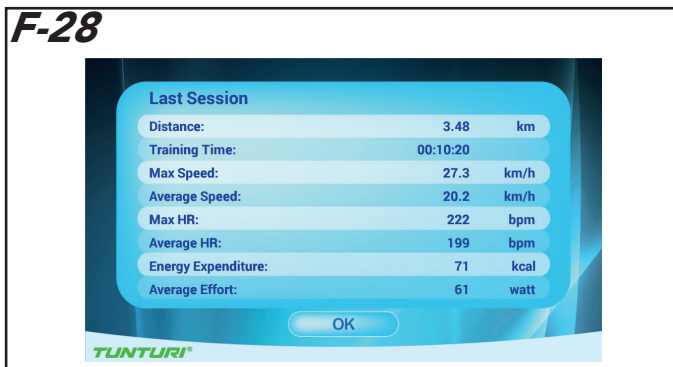 F-28
Last Session
Distance: 3.48 km
Training Time: 00:10:20
Max Speed: 27.3 km/h
Average Speed: 20.2 km/h
Max HR: 222 bpm
Average HR: 199 bpm
Energy Expenditure: 71 kcal
Average Effort: 61 watt
OK
TUNTURI®